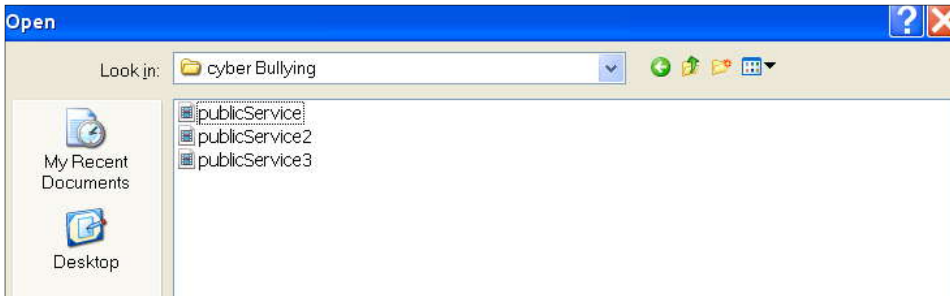 Open
Look in: cyber Bullying
publicService
publicService2
publicService3
My Recent
Documents
Desktop